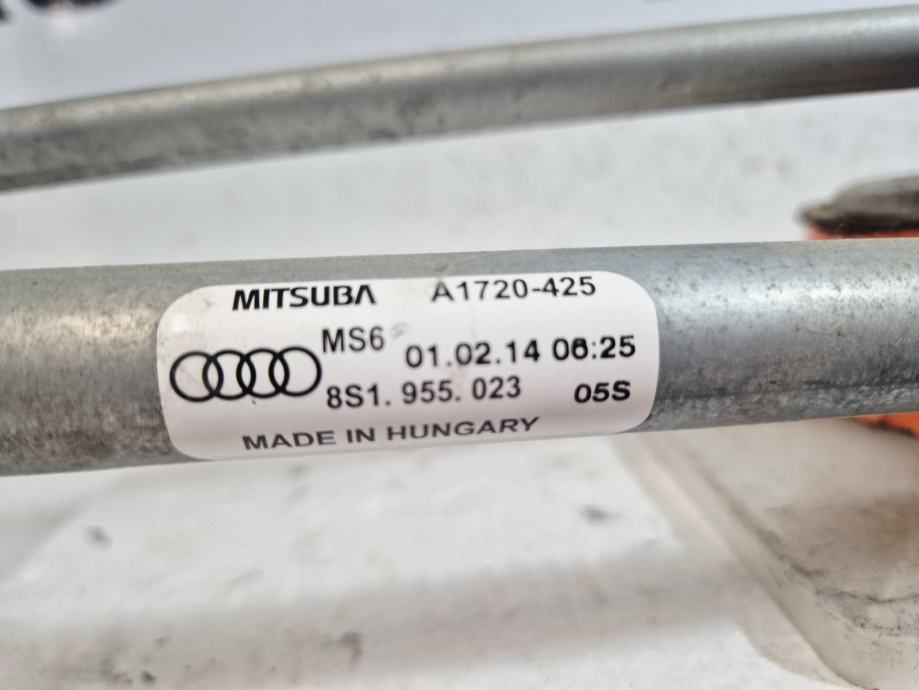 MITSUBA A1720-425
MS6 01.02.14 06:25
8S1.955.023 05S
MADE IN HUNGARY